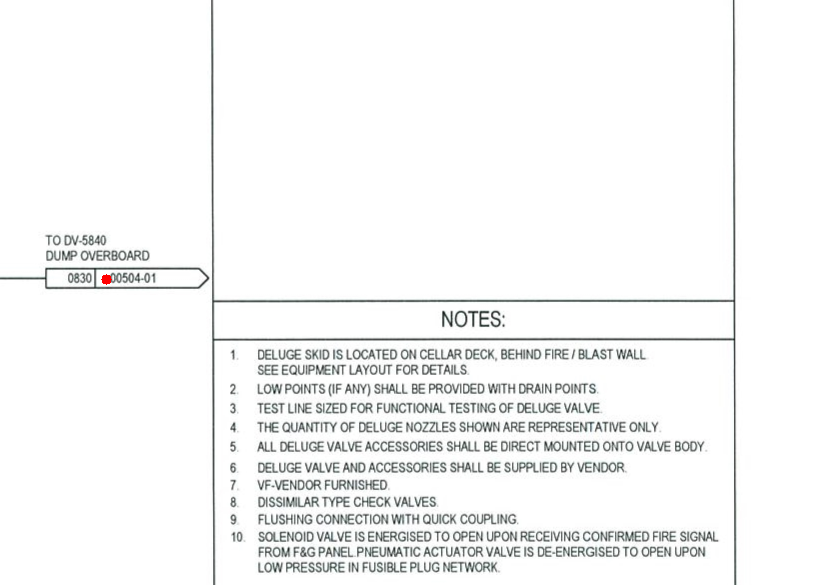 TO DV-5840
DUMP OVERBOARD
0830 00504-01
NOTES:
1. DELUGE SKID IS LOCATED ON CELLAR DECK, BEHIND FIRE / BLAST WALL
SEE EQUIPMENT LAYOUT FOR DETAILS.
2. LOW POINTS (IF ANY) SHALL BE PROVIDED WITH DRAIN POINTS.
3. TEST LINE SIZED FOR FUNCTIONAL TESTING OF DELUGE VALVE.
4. THE QUANTITY OF DELUGE NOZZLES SHOWN ARE REPRESENTATIVE ONLY.
5. ALL DELUGE VALVE ACCESSORIES SHALL BE DIRECT MOUNTED ONTO VALVE BODY.
6. DELUGE VALVE AND ACCESSORIES SHALL BE SUPPLIED BY VENDOR.
7. VF-VENDOR FURNISHED.
8. DISSIMILAR TYPE CHECK VALVES.
9. FLUSHING CONNECTION WITH QUICK COUPLING.
10. SOLENOID VALVE IS ENERGISED TO OPEN UPON RECEIVING CONFIRMED FIRE SIGNAL
FROM F&G PANEL.PNEUMATIC ACTUATOR VALVE IS DE-ENERGISED TO OPEN UPON
LOW PRESSURE IN FUSIBLE PLUG NETWORK.